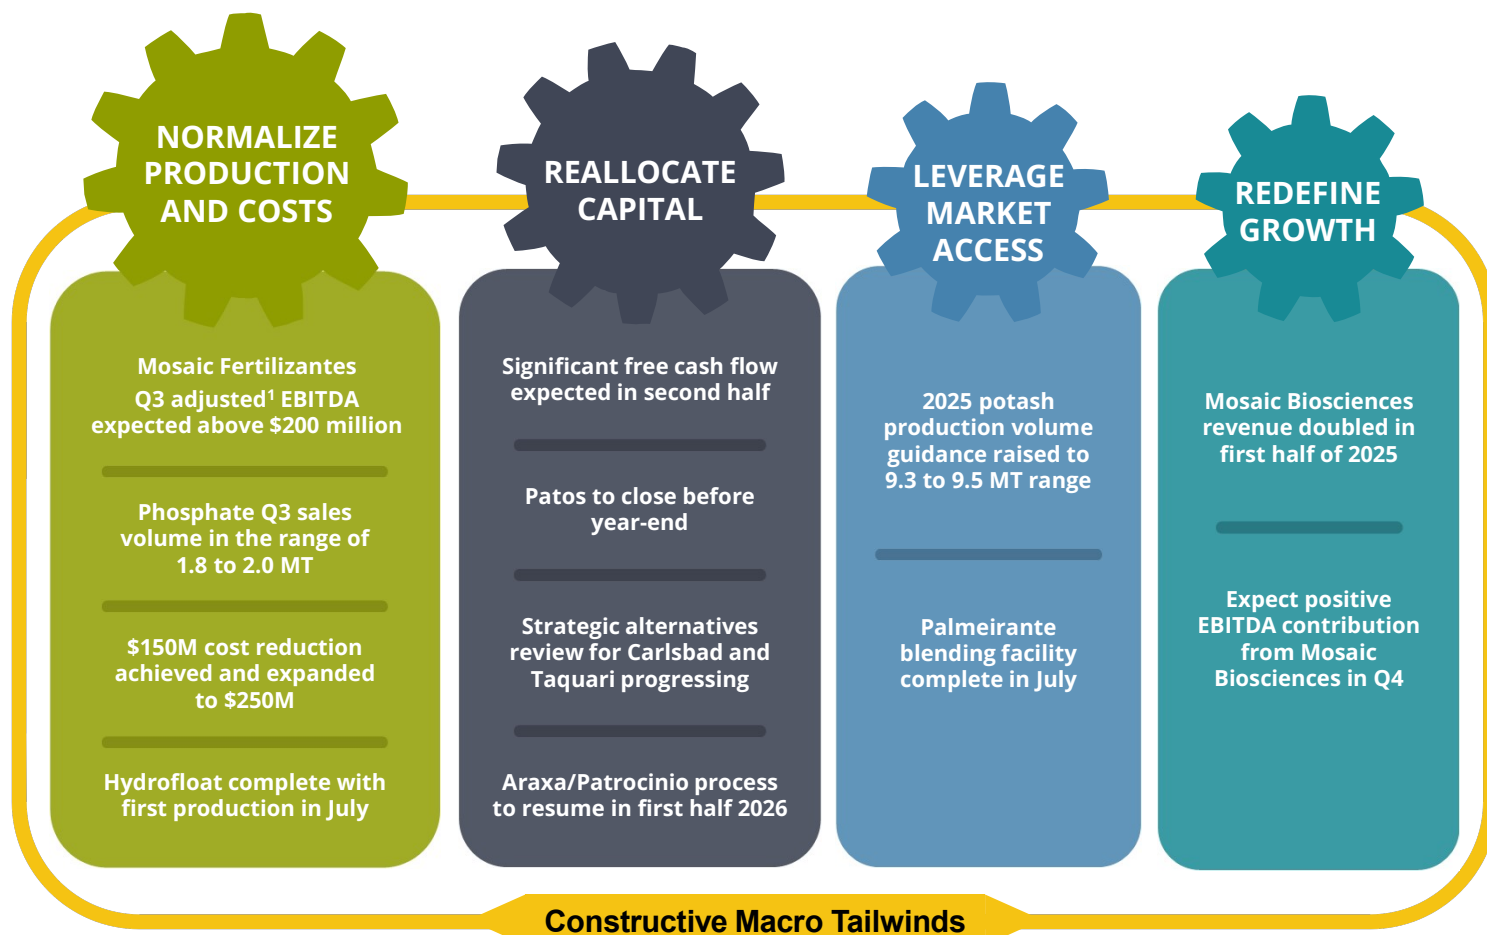 NORMALIZE
PRODUCTION
AND COSTS
Mosaic Fertilizantes
Q3 adjusted¹ EBITDA
expected above $200 million
Phosphate Q3 sales
volume in the range of
1.8 to 2.0 MT
$150M cost reduction
achieved and expanded
to $250M
Hydrofloat complete with
first production in July
REALLOCATE
CAPITAL
Significant free cash flow
expected in second half
Patos to close before
year-end
Strategic alternatives
review for Carlsbad and
Taquari progressing
Araxa/Patrocinio process
to resume in first half 2026
LEVERAGE
MARKET
ACCESS
2025 potash
production volume
guidance raised to
9.3 to 9.5 MT range
Palmeirante
blending facility
complete in July
REDEFINE
GROWTH
Mosaic Biosciences
revenue doubled in
first half of 2025
Expect positive
EBITDA contribution
from Mosaic
Biosciences in Q4
Constructive Macro Tailwinds